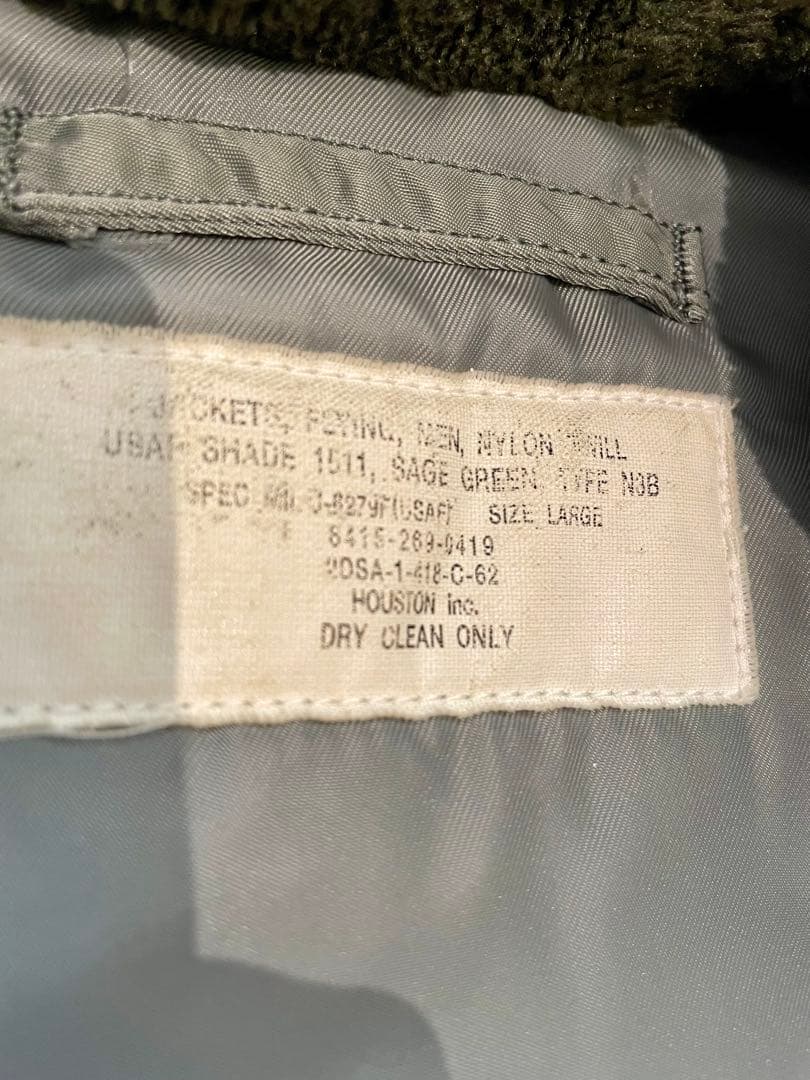 JACKETS, FLYING, MEN, NYLON TWILL
USAF SHADE 1511, SAGE GREEN, TYPE N3B
SPEC MIL-J-6279F(USAF) SIZE LARGE
8415-269-0419
DSA-1-418-C-62
HOUSTON inc.
DRY CLEAN ONLY